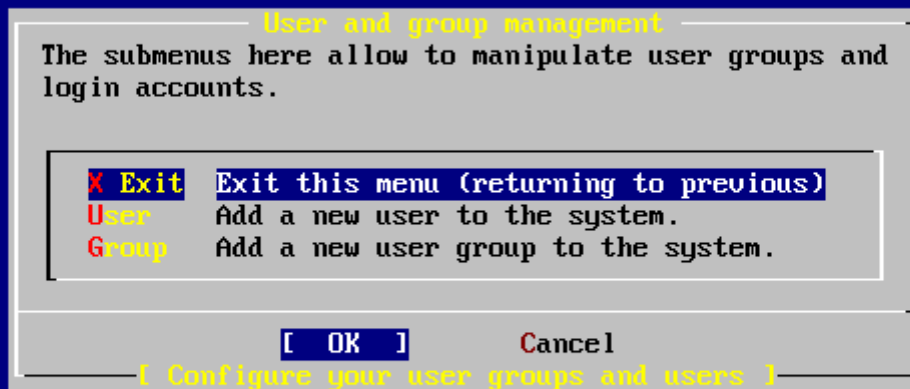 User and group management
The submenus here allow to manipulate user groups and
login accounts.
X Exit Exit this menu (returning to previous)
User Add a new user to the system.
Group Add a new user group to the system.
[ OK ] Cancel
[ Configure your user groups and users ]